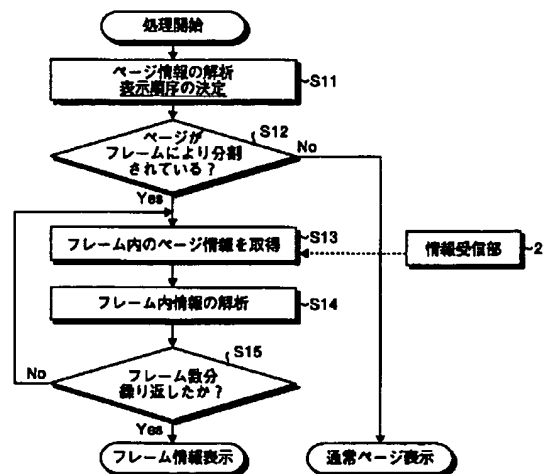 処理開始
ページ情報の解析
表示順序の決定
S11
ページが
フレームにより分割
されている？
S12
No
Yes
フレーム内のページ情報を取得
S13
情報受信部
2
フレーム内情報の解析
S14
フレーム数分
繰り返したか？
S15
No
Yes
フレーム情報表示
通常ページ表示